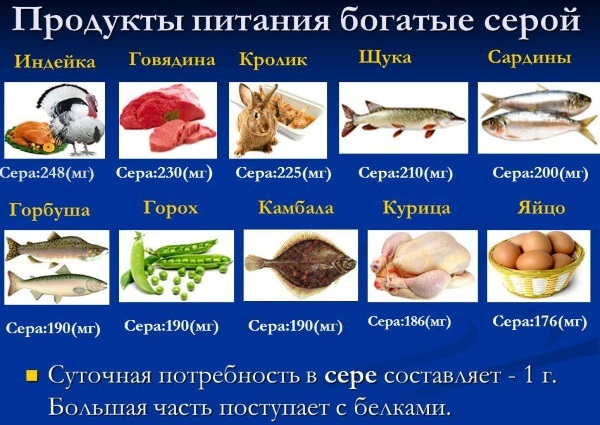 Продукты питания богатые серой
Индейка Говядина Кролик Щука Сардины
Сера:248(мг) Сера:230(мг) Сера:225(мг) Сера:210(мг) Сера:200(мг)
Горбуша Горох Камбала Курица Яйцо
Сера:190(мг) Сера:190(мг) Сера:190(мг) Сера:186(мг) Сера:176(мг)
Суточная потребность в сере составляет - 1 г.
Большая часть поступает с белками.